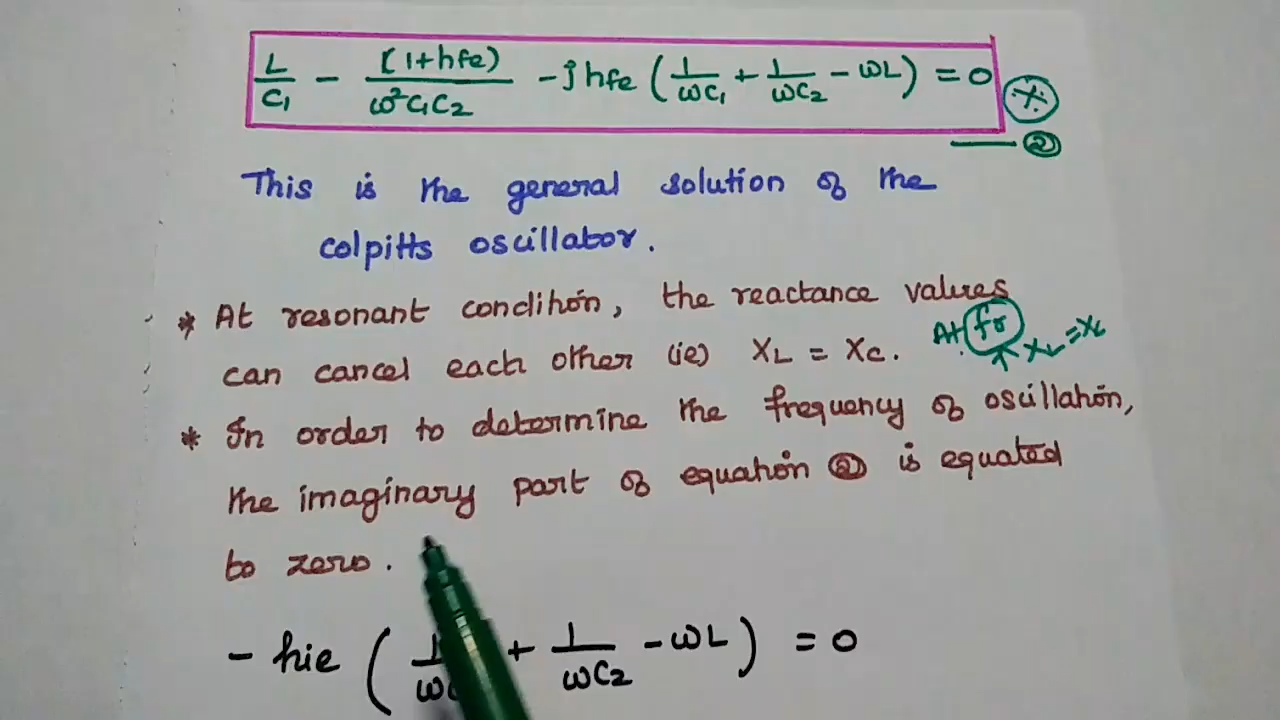 L/C₁ - [1+hfe)/ω²C₁C₂ - j hfe (1/ωC₁ + 1/ωC₂ - ωL) = 0
②
This is the general solution of the
colpitts oscillator.
* At resonant condition, the reactance values
can cancel each other (ie) XL = XC.
At fr XL = XC
* In order to determine the frequency of oscillation,
the imaginary part of equation ② is equated
to zero.
- hie (1/ω + 1/ωC₂ - ωL) = 0